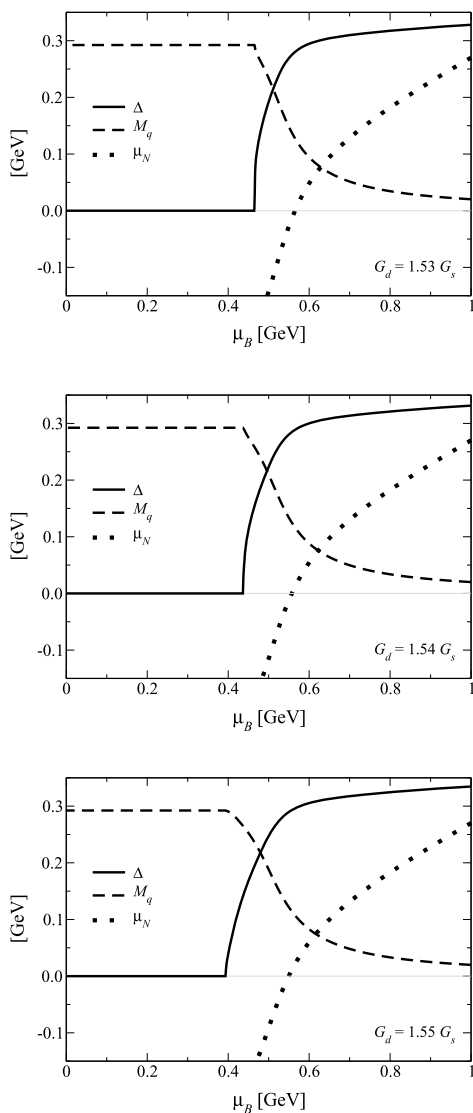 0.3
0.2
0.1
0.0
-0.1
[GeV]
Δ
M_q
μ_N
G_d = 1.53 G_s
0 0.2 0.4 0.6 0.8 1
μ_B [GeV]
0.3
0.2
0.1
0.0
-0.1
[GeV]
Δ
M_q
μ_N
G_d = 1.54 G_s
0 0.2 0.4 0.6 0.8 1
μ_B [GeV]
0.3
0.2
0.1
0.0
-0.1
[GeV]
Δ
M_q
μ_N
G_d = 1.55 G_s
0 0.2 0.4 0.6 0.8 1
μ_B [GeV]